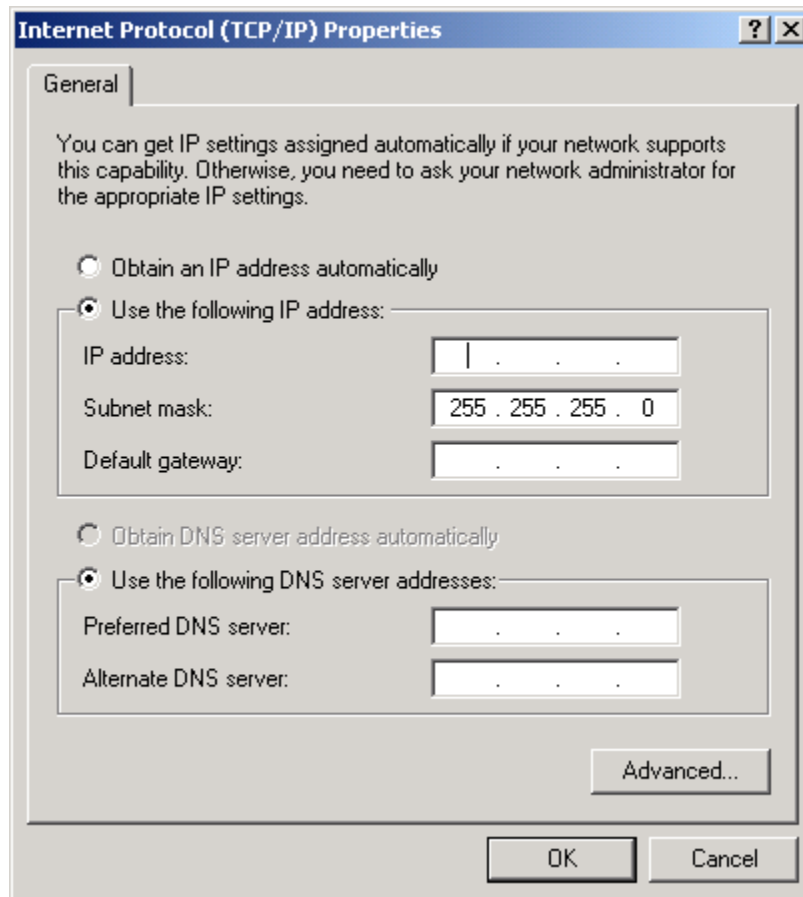 Internet Protocol (TCP/IP) Properties
General
You can get IP settings assigned automatically if your network supports
this capability. Otherwise, you need to ask your network administrator for
the appropriate IP settings.
Obtain an IP address automatically
Use the following IP address:
IP address: . . .
Subnet mask: 255 . 255 . 255 . 0
Default gateway: . . .
Obtain DNS server address automatically
Use the following DNS server addresses:
Preferred DNS server: . . .
Alternate DNS server: . . .
Advanced...
OK Cancel